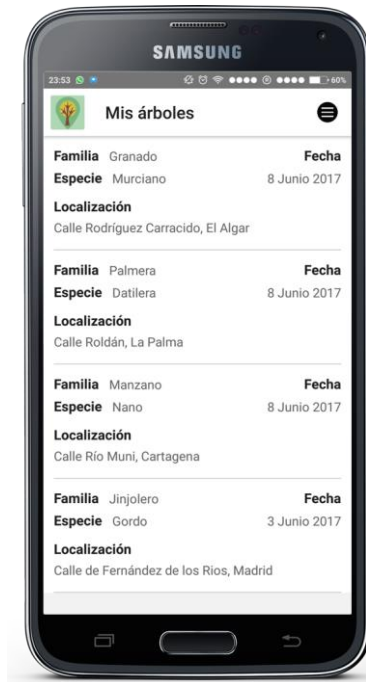 SAMSUNG
23:53 60%
Mis árboles
Familia Granado Fecha
Especie Murciano 8 Junio 2017
Localización
Calle Rodríguez Carracido, El Algar
Familia Palmera Fecha
Especie Datilera 8 Junio 2017
Localización
Calle Roldán, La Palma
Familia Manzano Fecha
Especie Nano 8 Junio 2017
Localización
Calle Río Muni, Cartagena
Familia Jinjolero Fecha
Especie Gordo 3 Junio 2017
Localización
Calle de Fernández de los Rios, Madrid